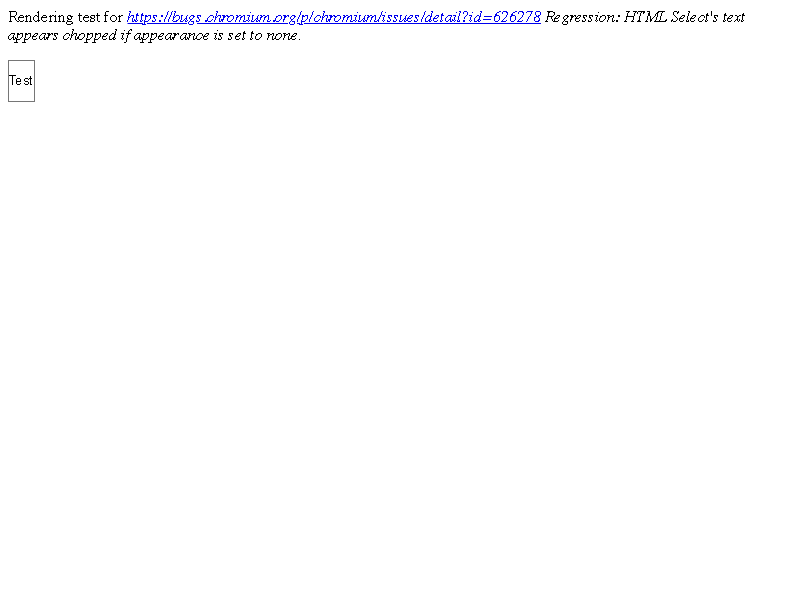 Rendering test for https://bugs.chromium.org/p/chromium/issues/detail?id=626278 Regression: HTML Select's text
appears chopped if appearance is set to none.
Test